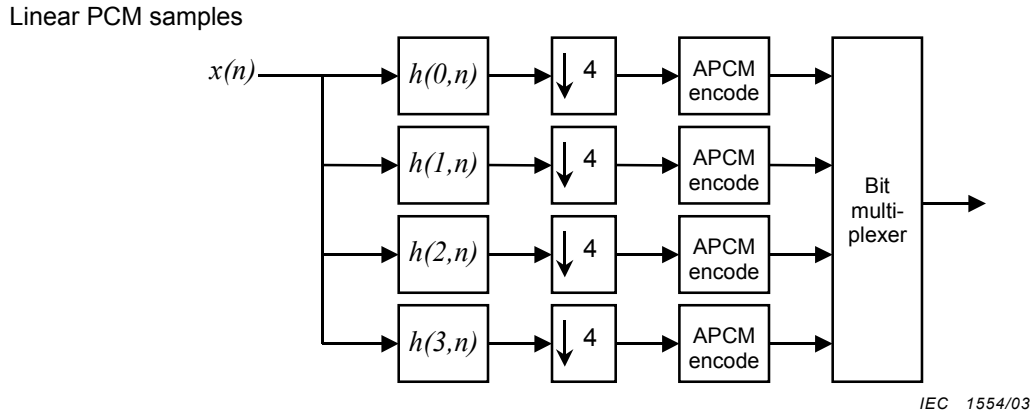 Linear PCM samples
x(n)
h(0,n)
4
APCM
encode
h(1,n)
4
APCM
encode
h(2,n)
4
APCM
encode
h(3,n)
4
APCM
encode
Bit
multi-
plexer
IEC 1554/03